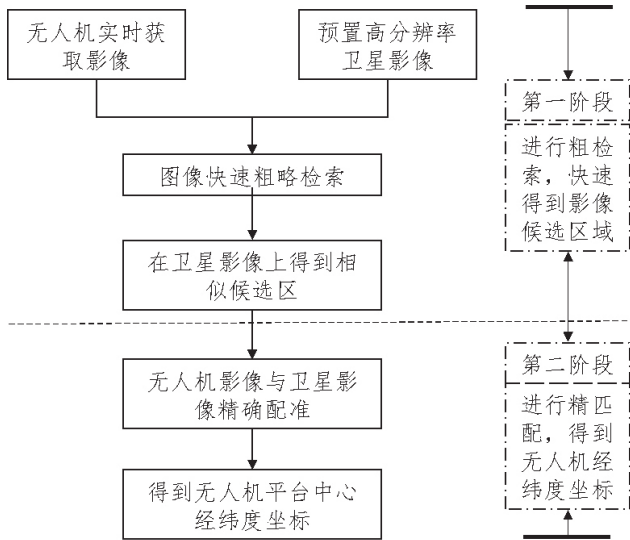 无人机实时获
取影像
预置高分辨率
卫星影像
图像快速粗略检索
在卫星影像上得到相
似候选区
无人机影像与卫星影
像精确配准
得到无人机平台中心
经纬度坐标
第一阶段
进行粗检
索，快速
得到影像
候选区域
第二阶段
进行精匹
配，得到
无人机经
纬度坐标